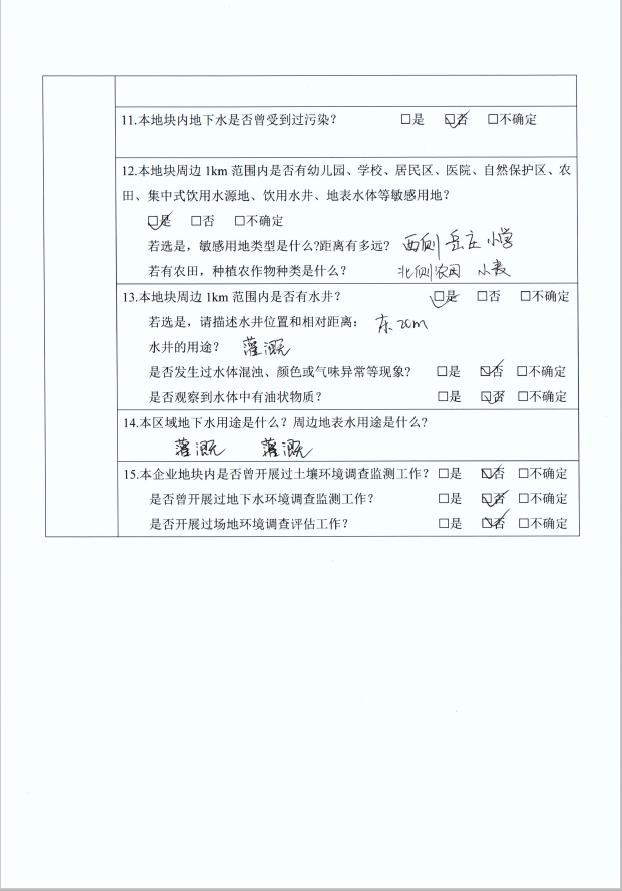 11.本地块内地下水是否曾受到过污染？ □是 ☑否 □不确定
12.本地块周边 1km 范围内是否有幼儿园、学校、居民区、医院、自然保护区、农
田、集中式饮用水源地、饮用水井、地表水体等敏感用地？
☑是 □否 □不确定
若选是，敏感用地类型是什么?距离有多远? 西侧 岳庄 小学
若有农田，种植农作物种类是什么？ 北侧农田 小麦
13.本地块周边 1km 范围内是否有水井？ ☑是 □否 □不确定
若选是，请描述水井位置和相对距离： 东20m
水井的用途？ 灌溉
是否发生过水体混浊、颜色或气味异常等现象? □是 ☑否 □不确定
是否观察到水体中有油状物质？ □是 ☑否 □不确定
14.本区域地下水用途是什么？周边地表水用途是什么?
灌溉 灌溉
15.本企业地块内是否曾开展过土壤环境调查监测工作? □是 ☑否 □不确定
是否曾开展过地下水环境调查监测工作？ □是 ☑否 □不确定
是否开展过场地环境调查评估工作？ □是 ☑否 □不确定